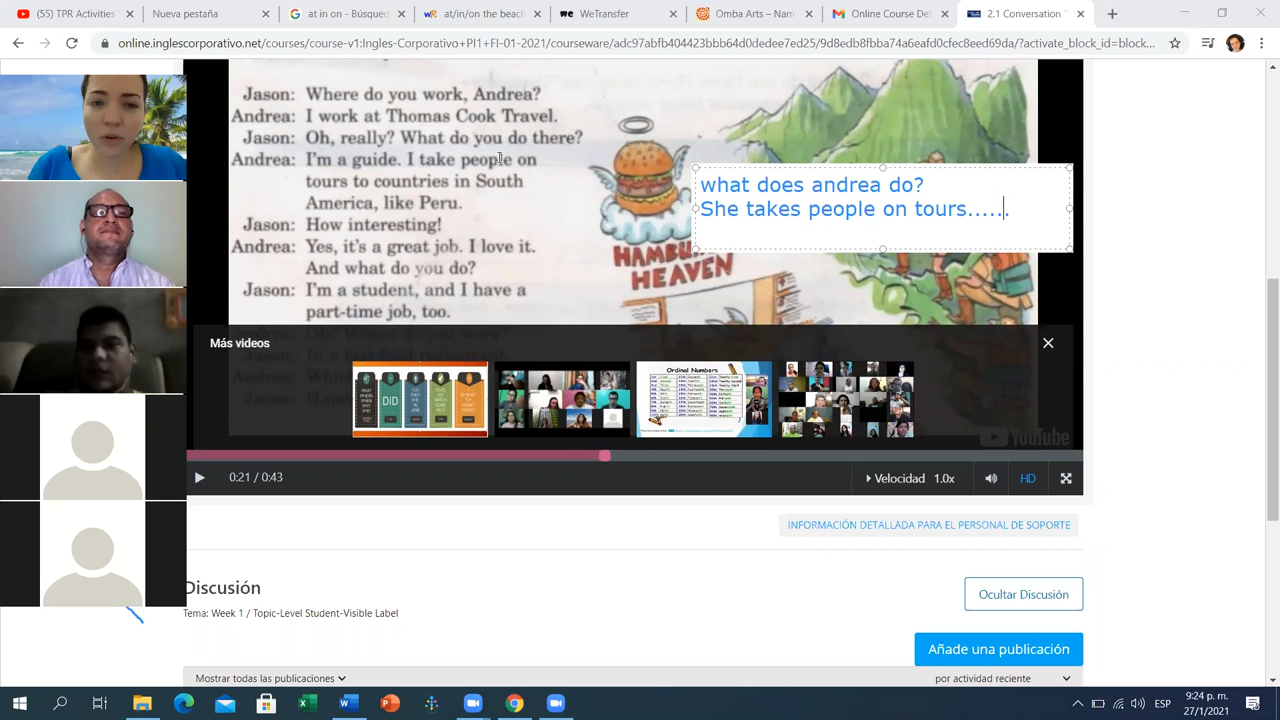 (55) TPR Activities
Nueva pestaña
at in on - Búsqued
at/in/on the beach
WeTransfer
Omba Arts – Nam
Online Course Det
2.1 Conversation
online.inglescorporativo.net/courses/course-v1:Ingles-Corporativo+PI1+FI-01-2021/courseware/adc97abfb404423bbb64d0dedee7ed25/9d8edb8fbba74a6eafd0cfec8eed69da/?activate_block_id=block...
Jason: Where do you work, Andrea?
Andrea: I work at Thomas Cook Travel.
Jason: Oh, really? What do you do there?
Andrea: I'm a guide. I take people on
tours to countries in South
America, like Peru.
Jason: How interesting!
Andrea: Yes, it's a great job. I love it.
And what do you do?
Jason: I'm a student, and I have a
part-time job, too.
HAMBU
HEAVEN
what does andrea do?
She takes people on tours......
Más videos
DID
Ordinal Numbers
YouTube
0:21 / 0:43
Velocidad 1.0x
HD
INFORMACIÓN DETALLADA PARA EL PERSONAL DE SOPORTE
Discusión
Ocultar Discusión
Tema: Week 1 / Topic-Level Student-Visible Label
Añade una publicación
Mostrar todas las publicaciones
por actividad reciente
ESP
9:24 p. m.
27/1/2021